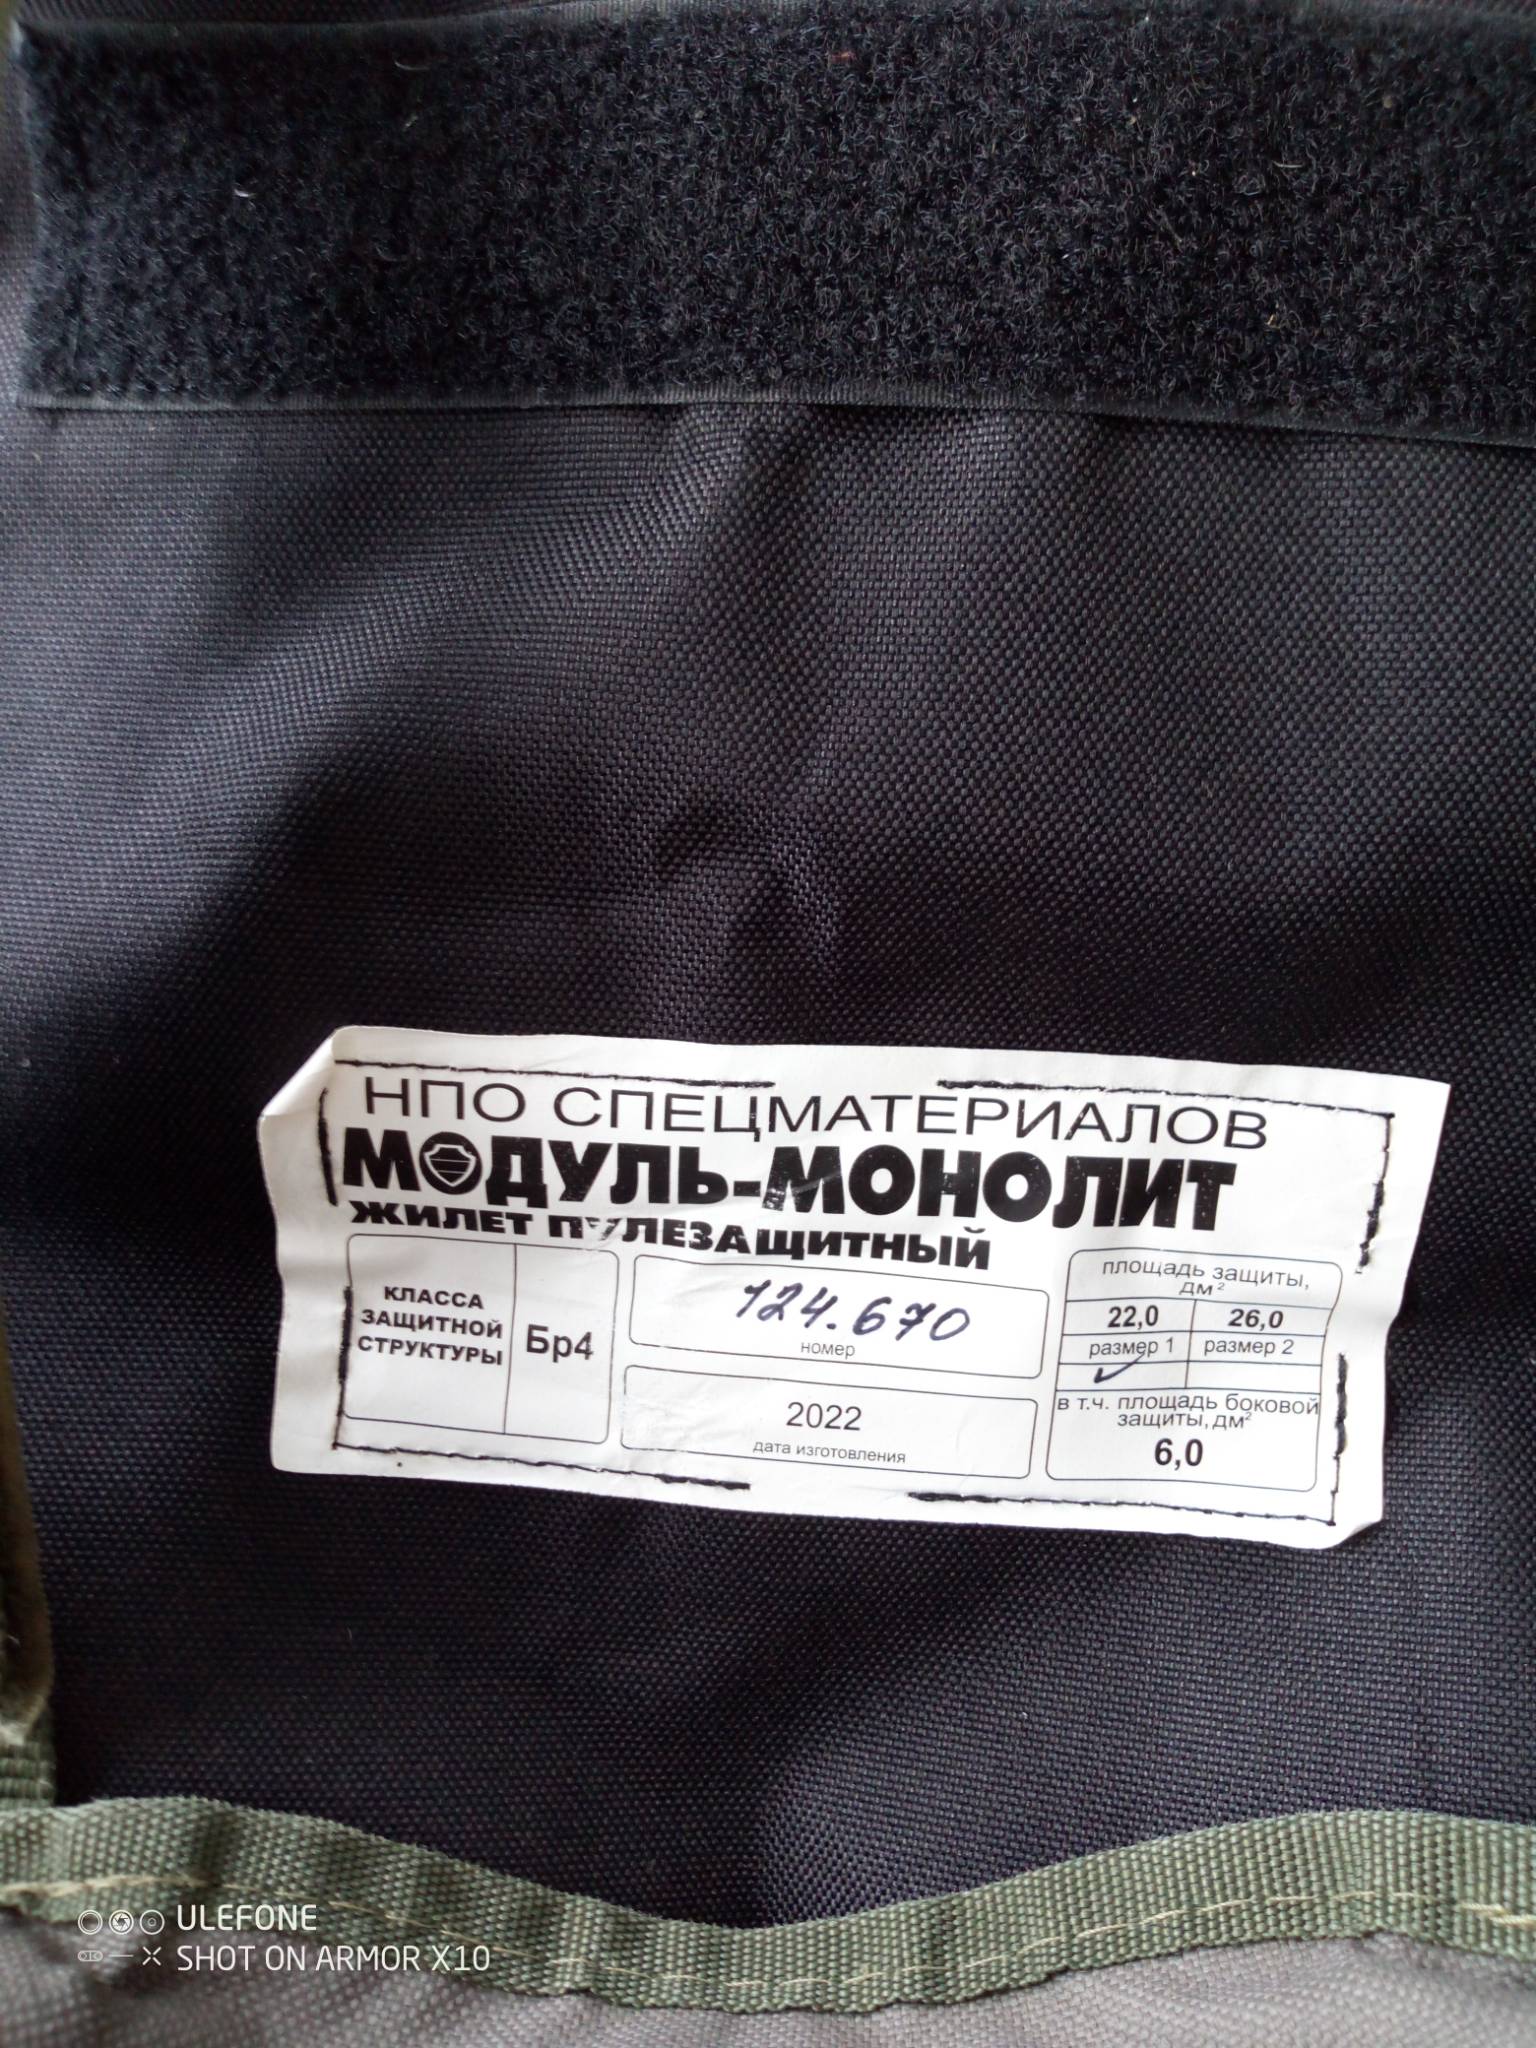 НПО СПЕЦМАТЕРИАЛОВ
МОДУЛЬ-МОНОЛИТ
ЖИЛЕТ ПУЛЕЗАЩИТНЫЙ
КЛАССА
ЗАЩИТНОЙ
СТРУКТУРЫ
Бр4
124.670
номер
2022
дата изготовления
площадь защиты,
дм²
22,0 26,0
размер 1 размер 2
в т.ч. площадь боковой
защиты,дм²
6,0
ULEFONE
SHOT ON ARMOR X10